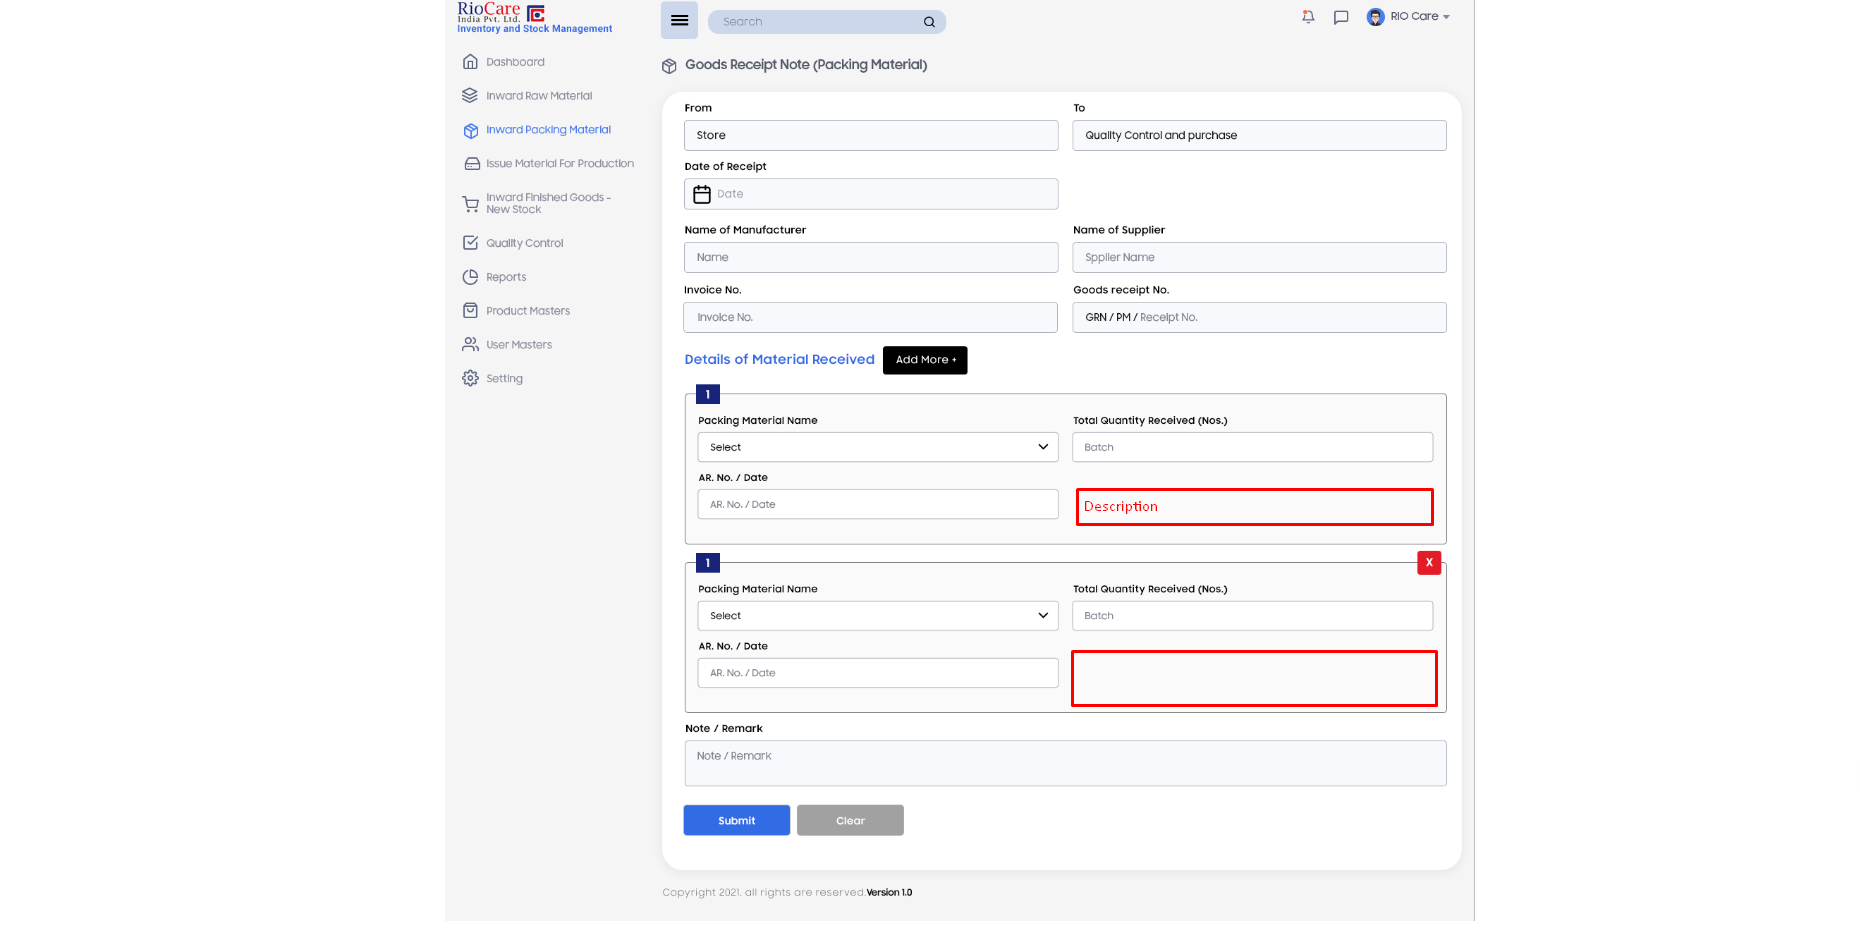 RioCare
India Pvt. Ltd.
Inventory and Stock Management
Search
RIO Care
Dashboard
Inward Raw Material
Inward Packing Material
Issue Material For Production
Inward Finished Goods -
New Stock
Quality Control
Reports
Product Masters
User Masters
Setting
Goods Receipt Note (Packing Material)
From
To
Store
Quality Control and purchase
Date of Receipt
Date
Name of Manufacturer
Name of Supplier
Name
Spplier Name
Invoice No.
Goods receipt No.
Invoice No.
GRN / PM / Receipt No.
Details of Material Received
Add More +
1
Packing Material Name
Total Quantity Received (Nos.)
Select
Batch
AR. No. / Date
AR. No. / Date
Description
1
X
Packing Material Name
Total Quantity Received (Nos.)
Select
Batch
AR. No. / Date
AR. No. / Date
Note / Remark
Note / Remark
Submit
Clear
Copyright 2021. all rights are reserved.Version 1.0